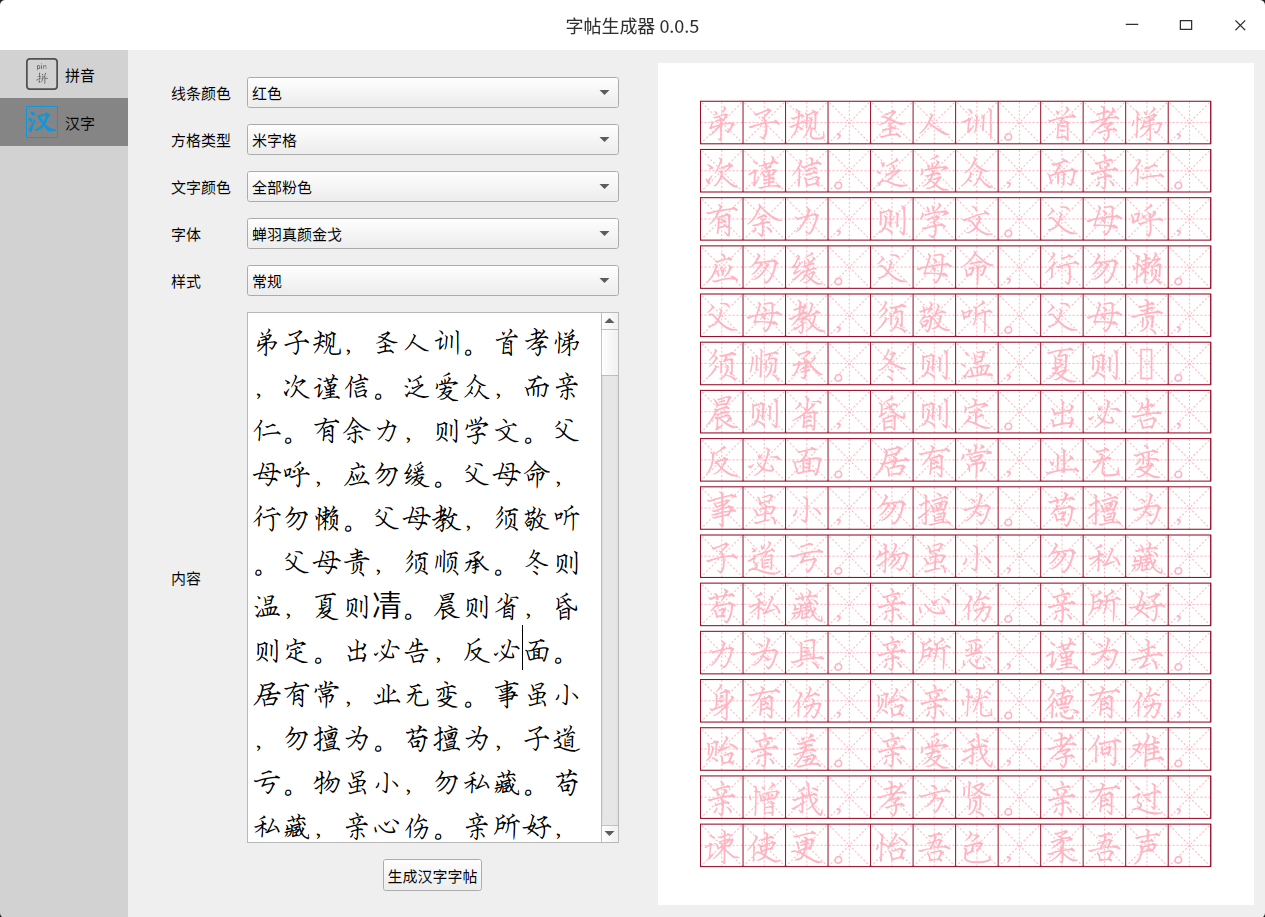 字帖生成器 0.0.5
pin
拼
拼音
汉
汉字
线条颜色
红色
方格类型
米字格
文字颜色
全部粉色
字体
蝉羽真颜金戈
样式
常规
内容
弟子规，圣人训。首孝悌
，次谨信。泛爱众，而亲
仁。有余力，则学文。父
母呼，应勿缓。父母命，
行勿懒。父母教，须敬听
。父母责，须顺承。冬则
温，夏则凊。晨则省，昏
则定。出必告，反必面。
居有常，业无变。事虽小
，勿擅为。苟擅为，子道
亏。物虽小，勿私藏。苟
私藏，亲心伤。亲所好，
生成汉字字帖
弟子规，圣人训。首孝悌，
次谨信。泛爱众，而亲仁。
有余力，则学文。父母呼，
应勿缓。父母命，行勿懒。
父母教，须敬听。父母责，
须顺承。冬则温，夏则。
晨则省，昏则定。出必告，
反必面。居有常，业无变。
事虽小，勿擅为。苟擅为，
子道亏。物虽小，勿私藏。
苟私藏，亲心伤。亲所好，
力为具。亲所恶，谨为去。
身有伤，贻亲忧。德有伤，
贻亲羞。亲爱我，孝何难。
亲憎我，孝方贤。亲有过，
谏使更。怡吾色，柔吾声。